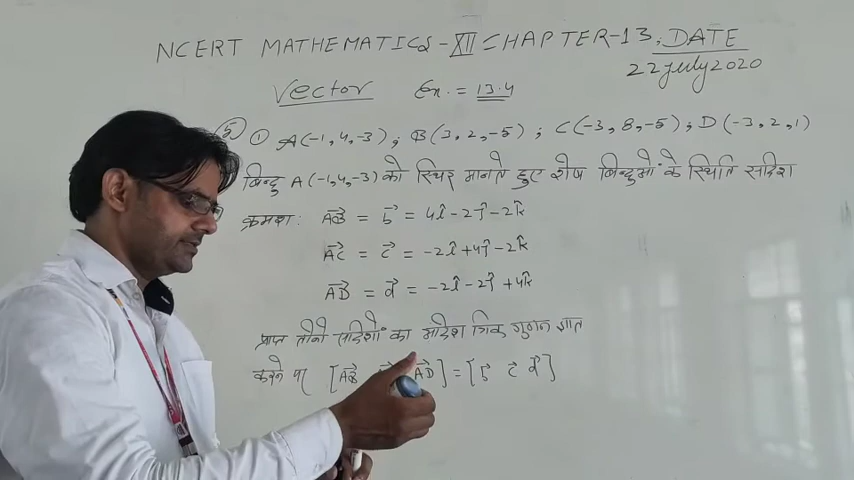 NCERT MATHEMATICS-XII CHAPTER-13, DATE
22 July 2020
Vector Ex. = 13.4
⑤ ① A(-1, 4, -3) ; B(3, 2, -5) ; C(-3, 8, -5) ; D(-3, 2, 1)
बिन्दु A(-1,4,-3) को स्थिर मानते हुए शेष बिन्दुओं के स्थिति सदिश
क्रमश: AB⃗ = b⃗ = 4î - 2ĵ - 2k̂
AC⃗ = c⃗ = -2î + 4ĵ - 2k̂
AD⃗ = d⃗ = -2î - 2ĵ + 4k̂
प्राप्त तीनों सदिशों का अदिश त्रिक गुणन ज्ञात
करने पर [AB⃗ AD⃗] = [b⃗ c⃗ d⃗]